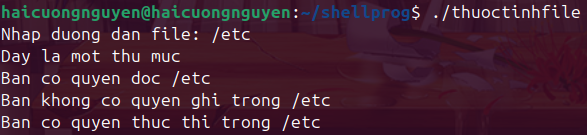 haicuongnguyen@haicuongnguyen:~/shellprog$ ./thuoctinhfile
Nhap duong dan file: /etc
Day la mot thu muc
Ban co quyen doc /etc
Ban khong co quyen ghi trong /etc
Ban co quyen thuc thi trong /etc